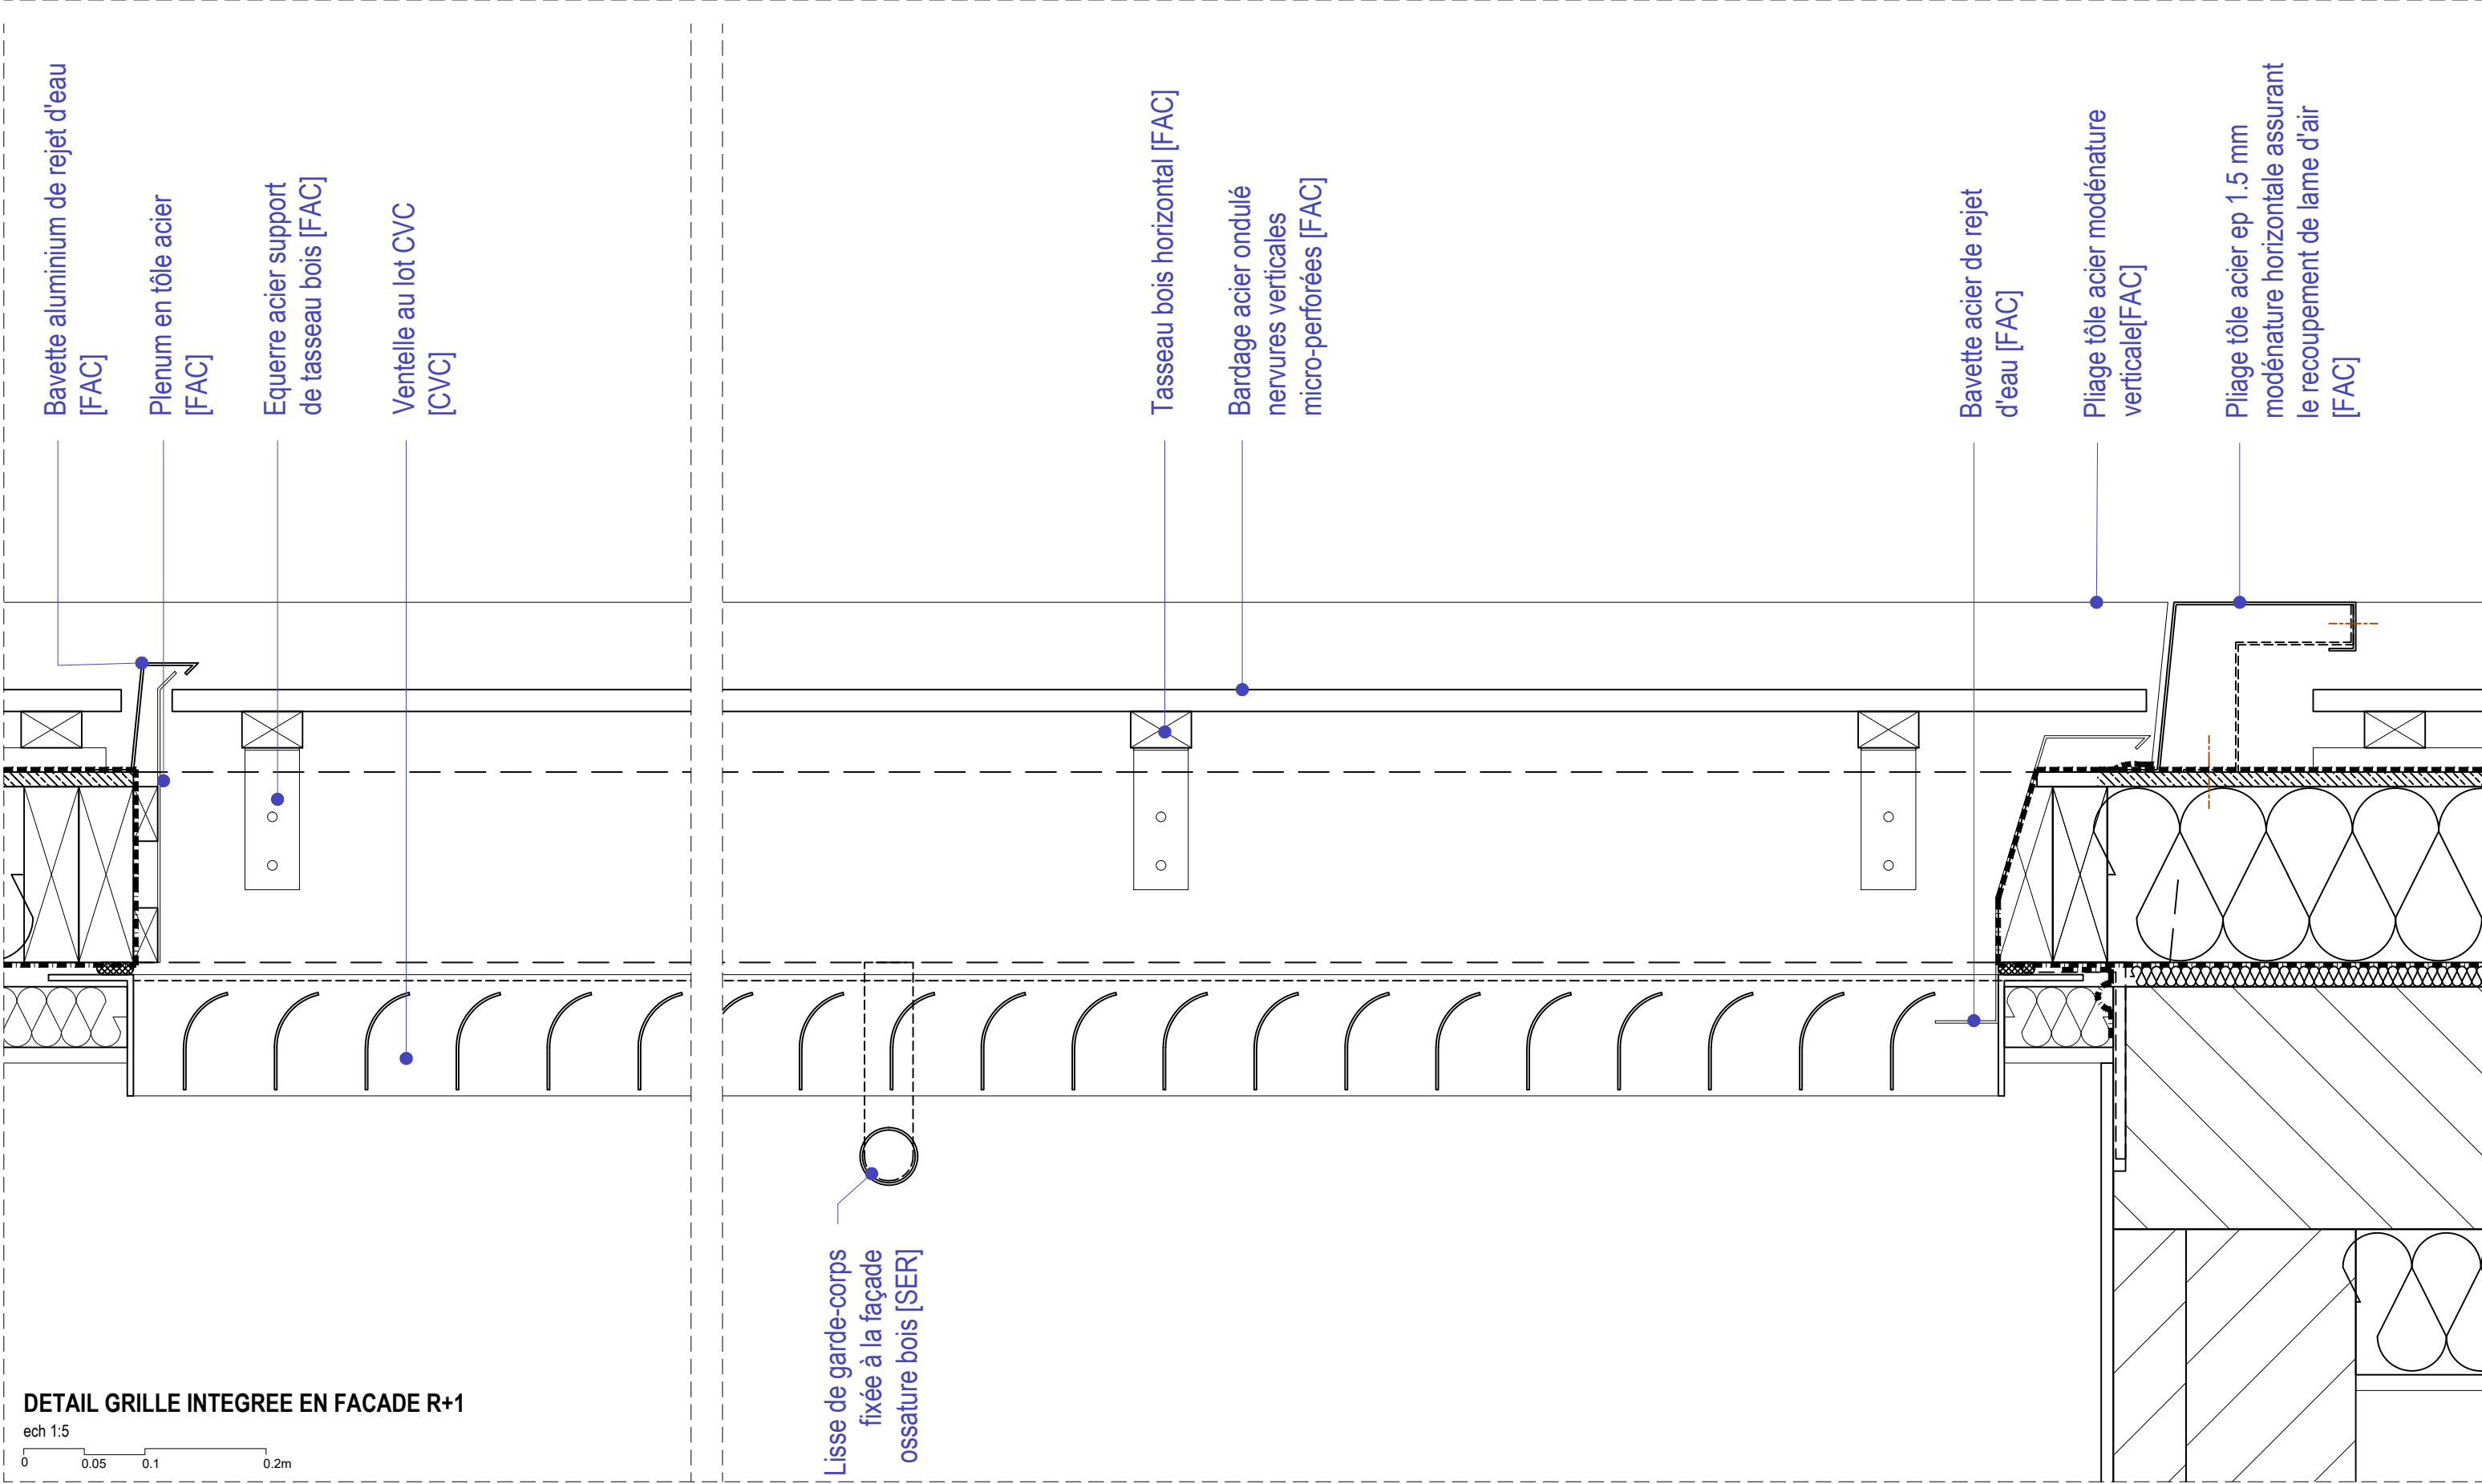 Bavette aluminium de rejet d'eau
[FAC]
Plenum en tôle acier
[FAC]
Equerre acier support
de tasseau bois [FAC]
Ventelle au lot CVC
[CVC]
Tasseau bois horizontal [FAC]
Bardage acier ondulé
nervures verticales
micro-perforées [FAC]
Bavette acier de rejet
d'eau [FAC]
Pliage tôle acier modénature
verticale[FAC]
Pliage tôle acier ep 1.5 mm
modénature horizontale assurant
le recoupement de lame d'air
[FAC]
Lisse de garde-corps
fixée à la façade
ossature bois [SER]
DETAIL GRILLE INTEGREE EN FACADE R+1
ech 1:5
0 0.05 0.1 0.2m